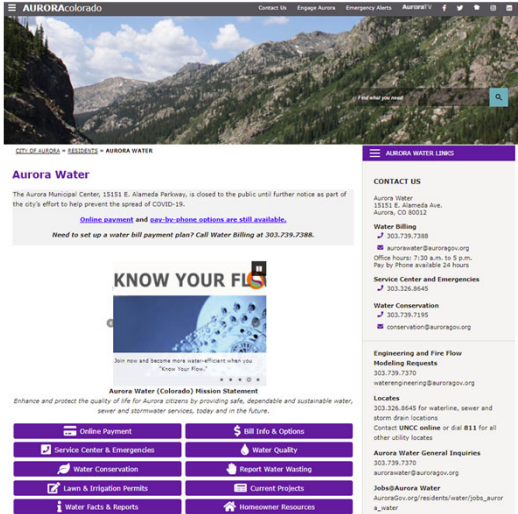 AURORAcolorado
Contact Us Engage Aurora Emergency Alerts AuroraTV
Find what you need
CITY OF AURORA » RESIDENTS » AURORA WATER
Aurora Water
The Aurora Municipal Center, 15151 E. Alameda Parkway, is closed to the public until further notice as part of
the city's effort to help prevent the spread of COVID-19.
Online payment and pay-by-phone options are still available.
Need to set up a water bill payment plan? Call Water Billing at 303.739.7388.
KNOW YOUR FL
Join now and become more water-efficient when you
"Know Your Flow."
Aurora Water (Colorado) Mission Statement
Enhance and protect the quality of life for Aurora citizens by providing safe, dependable and sustainable water,
sewer and stormwater services, today and in the future.
Online Payment
Bill Info & Options
Service Center & Emergencies
Water Quality
Water Conservation
Report Water Wasting
Lawn & Irrigation Permits
Current Projects
Water Facts & Reports
Homeowner Resources
AURORA WATER LINKS
CONTACT US
Aurora Water
15151 E. Alameda Ave.
Aurora, CO 80012
Water Billing
303.739.7388
aurorawater@auroragov.org
Office hours: 7:30 a.m. to 5 p.m.
Pay by Phone available 24 hours
Service Center and Emergencies
303.326.8645
Water Conservation
303.739.7195
conservation@auroragov.org
Engineering and Fire Flow
Modeling Requests
303.739.7370
waterengineering@auroragov.org
Locates
303.326.8645 for waterline, sewer and
storm drain locations
Contact UNCC online or dial 811 for all
other utility locates
Aurora Water General Inquiries
303.739.7370
aurorawater@auroragov.org
Jobs@Aurora Water
AuroraGov.org/residents/water/jobs_auror
a_water